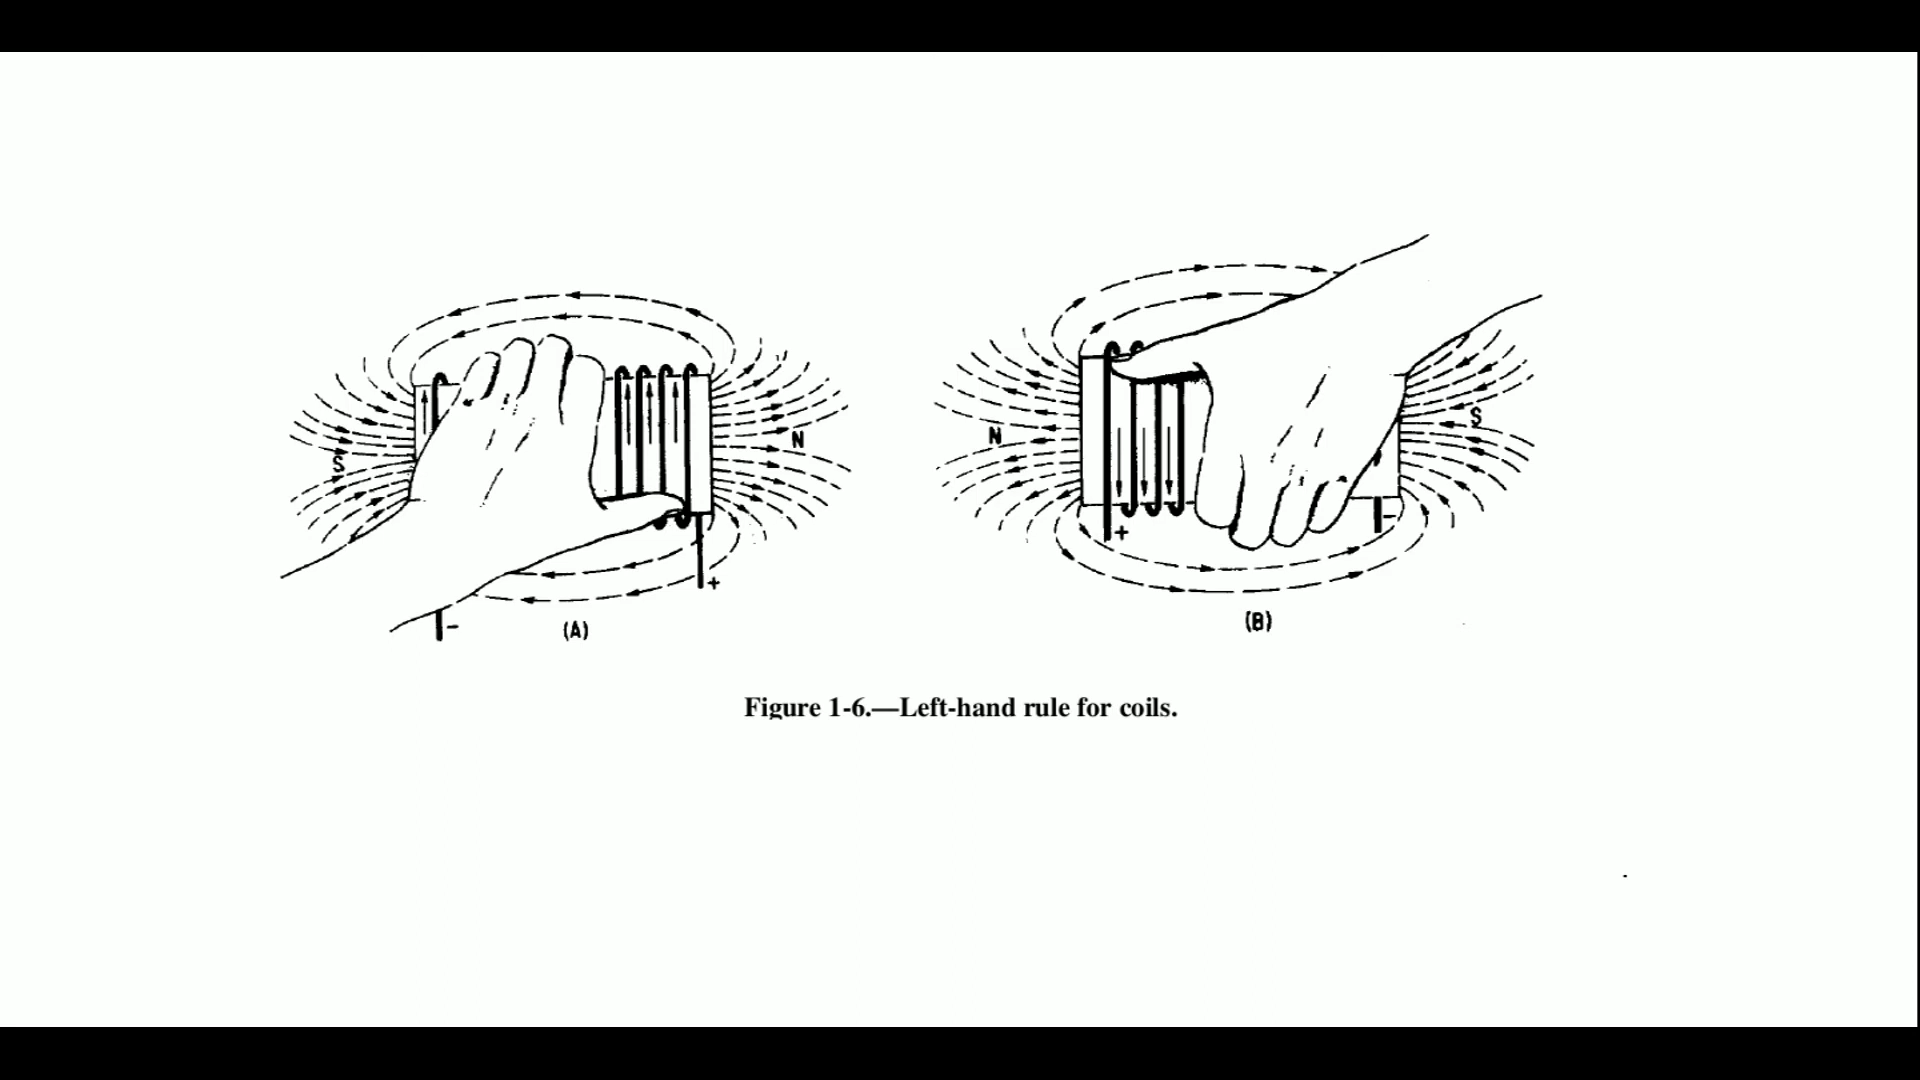 S
N
+
-
(A)
N
S
+
-
(B)
Figure 1-6.—Left-hand rule for coils.